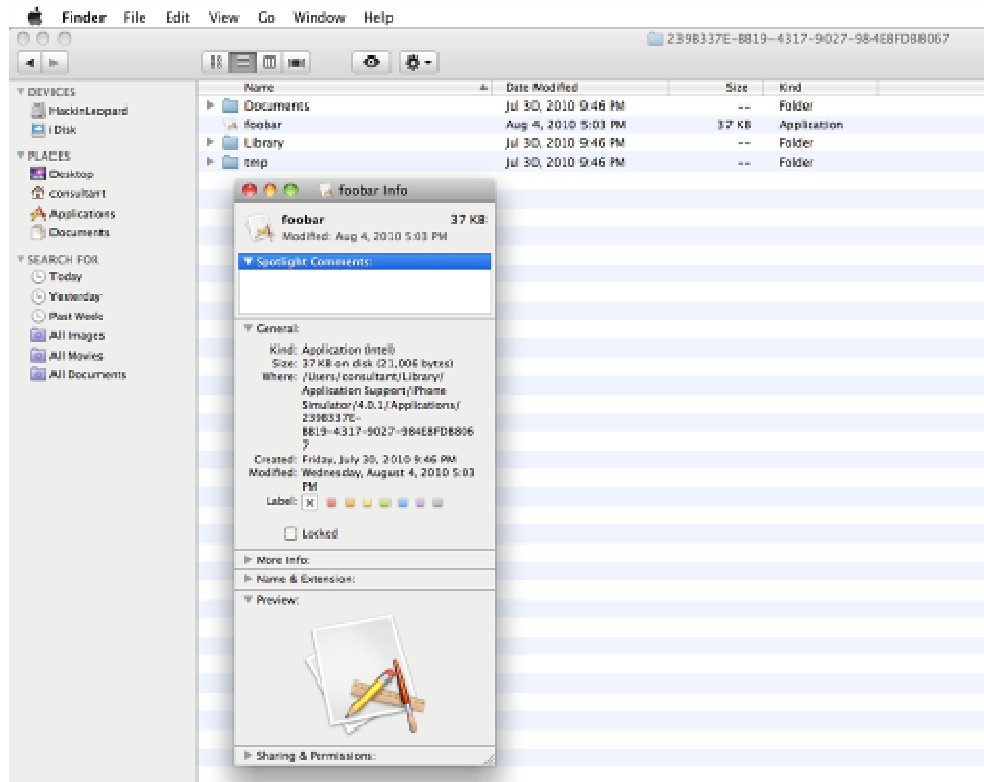 Finder File Edit View Go Window Help
2398337E-8819-4317-9027-984E8FD88067
Name Date Modified Size Kind
DEVICES
HackinLeopard
iDisk
PLACES
Desktop
consultant
Applications
Documents
SEARCH FOR
Today
Yesterday
Past Week
All Images
All Movies
All Documents
Documents Jul 30, 2010 9:46 PM -- Folder
foobar Aug 4, 2010 5:03 PM 37 KB Application
Library Jul 30, 2010 9:46 PM -- Folder
tmp Jul 30, 2010 9:46 PM -- Folder
foobar Info
foobar 37 KB
Modified: Aug 4, 2010 5:03 PM
Spotlight Comments:
General:
Kind: Application (Intel)
Size: 37 KB on disk (21,006 bytes)
Where: /Users/consultant/Library/
Application Support/iPhone
Simulator/4.0.1/Applications/
2398337E-
8819-4317-9027-984E8FD8806
7
Created: Friday, July 30, 2010 9:46 PM
Modified: Wednesday, August 4, 2010 5:03
PM
Label:
Locked
More Info:
Name & Extension:
Preview:
Sharing & Permissions: